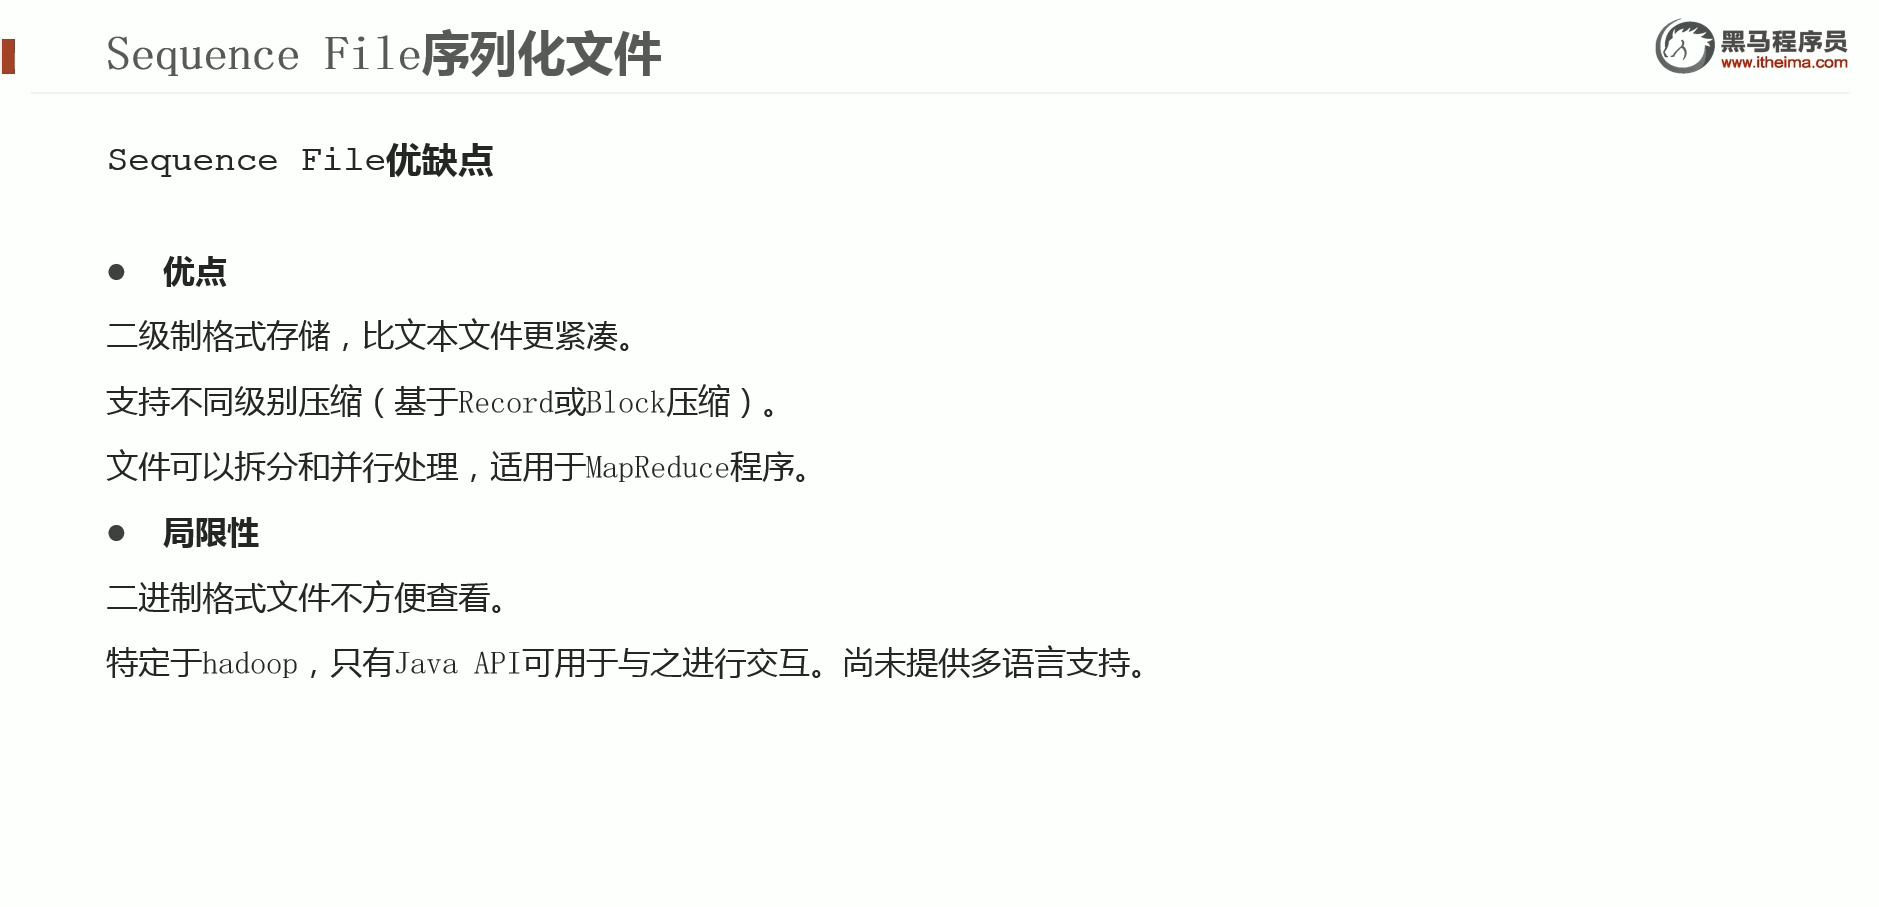 Sequence File序列化文件
黑马程序员
www.itheima.com
Sequence File优缺点
● 优点
二级制格式存储，比文本文件更紧凑。
支持不同级别压缩（基于Record或Block压缩）。
文件可以拆分和并行处理，适用于MapReduce程序。
● 局限性
二进制格式文件不方便查看。
特定于hadoop，只有Java API可用于与之进行交互。尚未提供多语言支持。